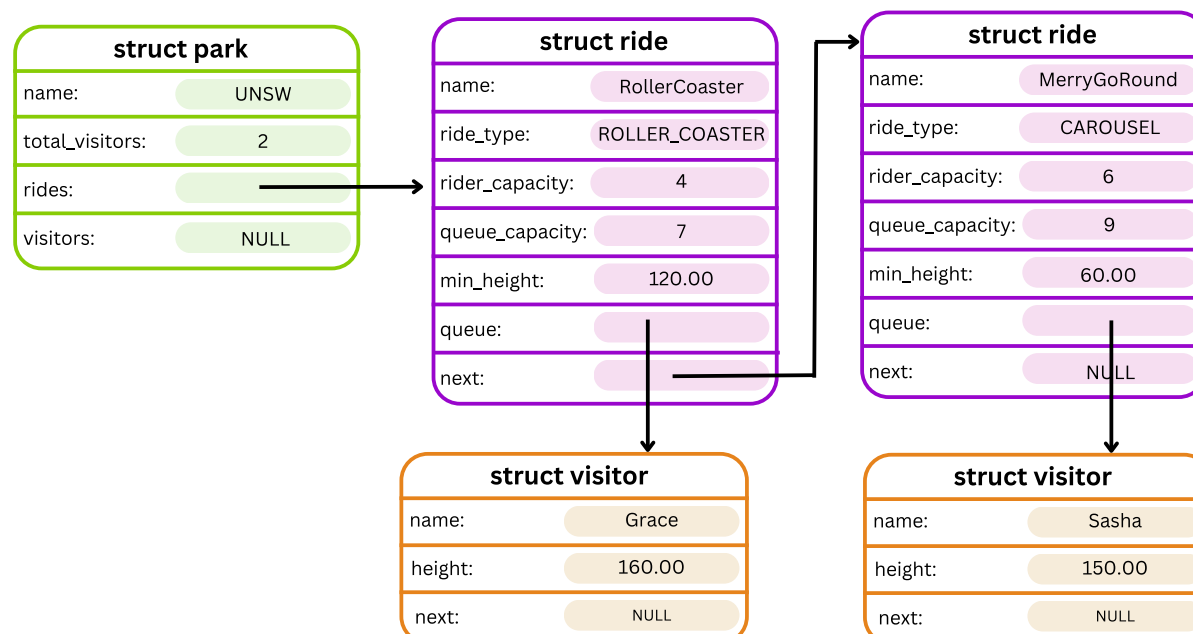 struct park
name: UNSW
total_visitors: 2
rides:
visitors: NULL
struct ride
name: RollerCoaster
ride_type: ROLLER_COASTER
rider_capacity: 4
queue_capacity: 7
min_height: 120.00
queue:
next:
struct ride
name: MerryGoRound
ride_type: CAROUSEL
rider_capacity: 6
queue_capacity: 9
min_height: 60.00
queue:
next: NULL
struct visitor
name: Grace
height: 160.00
next: NULL
struct visitor
name: Sasha
height: 150.00
next: NULL